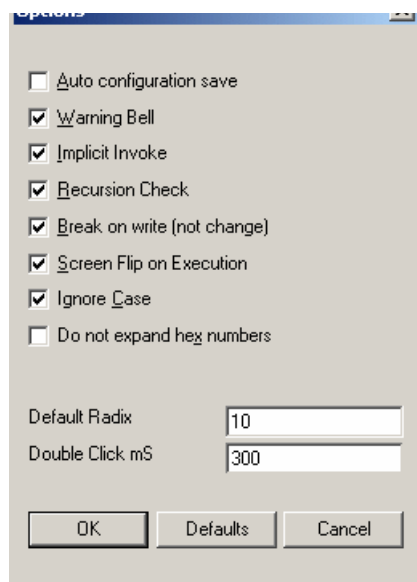 Options
Auto configuration save
Warning Bell
Implicit Invoke
Recursion Check
Break on write (not change)
Screen Flip on Execution
Ignore Case
Do not expand hex numbers
Default Radix 10
Double Click mS 300
OK Defaults Cancel